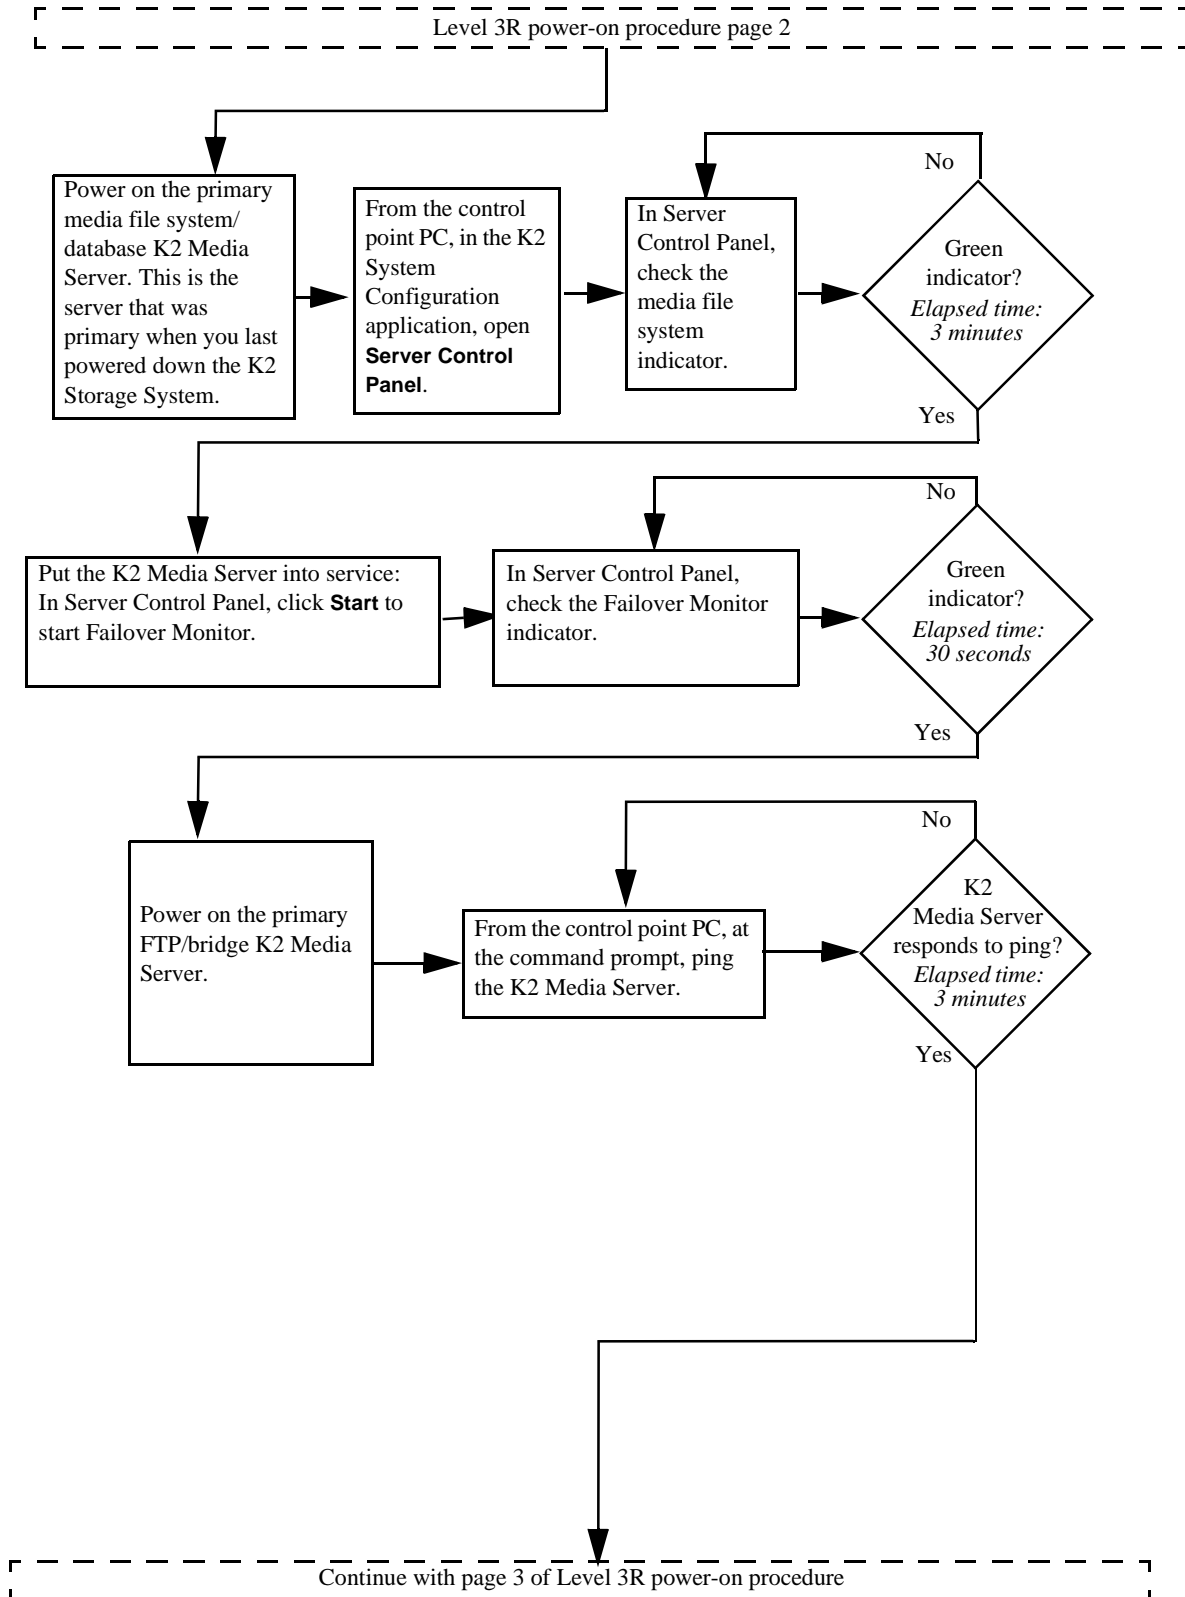 Level 3R power-on procedure page 2
Power on the primary
media file system/
database K2 Media
Server. This is the
server that was
primary when you last
powered down the K2
Storage System.
From the control
point PC, in the K2
System
Configuration
application, open
Server Control
Panel.
In Server
Control Panel,
check the
media file
system
indicator.
No
Green
indicator?
Elapsed time:
3 minutes
Yes
Put the K2 Media Server into service:
In Server Control Panel, click Start to
start Failover Monitor.
In Server Control Panel,
check the Failover Monitor
indicator.
No
Green
indicator?
Elapsed time:
30 seconds
Yes
Power on the primary
FTP/bridge K2 Media
Server.
From the control point PC, at
the command prompt, ping
the K2 Media Server.
No
K2
Media Server
responds to ping?
Elapsed time:
3 minutes
Yes
Continue with page 3 of Level 3R power-on procedure